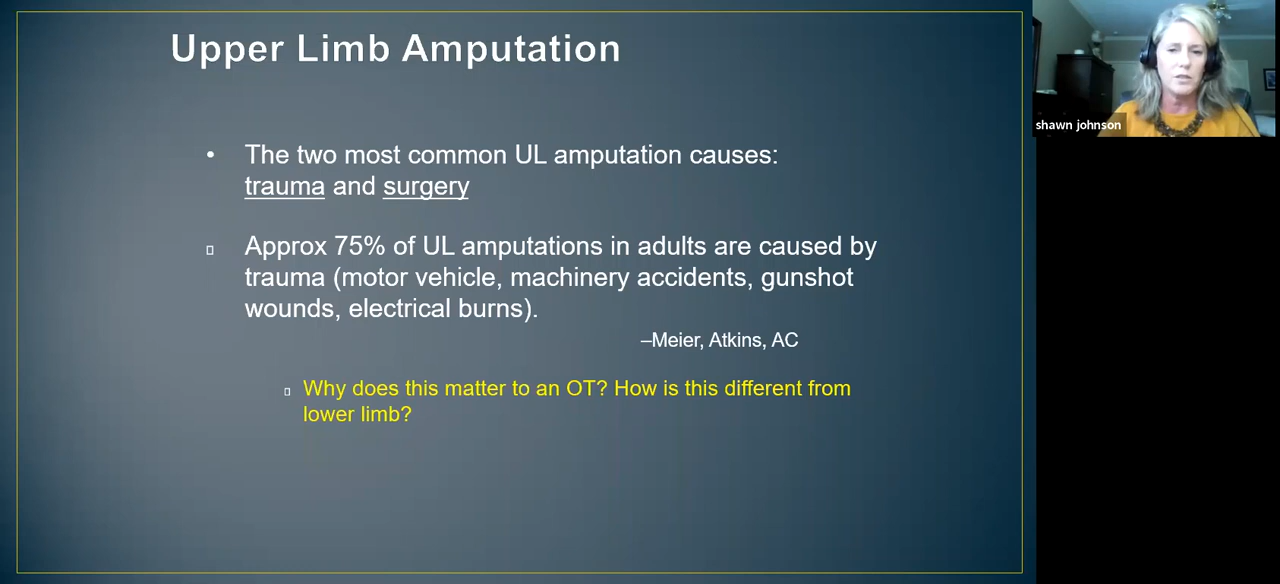 Upper Limb Amputation
shawn johnson
• The two most common UL amputation causes:
trauma and surgery
Approx 75% of UL amputations in adults are caused by
trauma (motor vehicle, machinery accidents, gunshot
wounds, electrical burns).
–Meier, Atkins, AC
Why does this matter to an OT? How is this different from
lower limb?